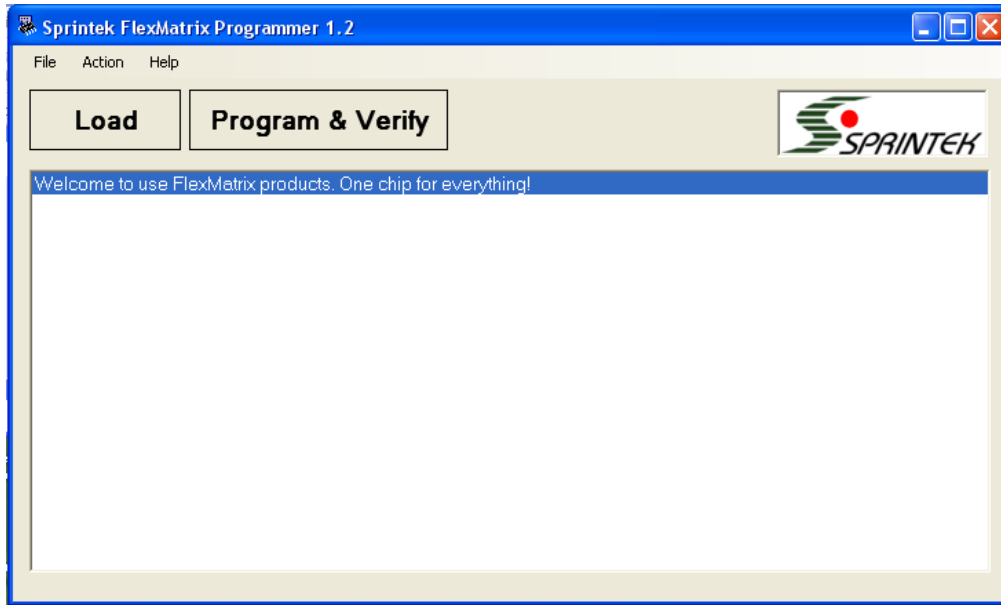 Sprintek FlexMatrix Programmer 1.2
File Action Help
Load Program & Verify
SPRINTEK
Welcome to use FlexMatrix products. One chip for everything!